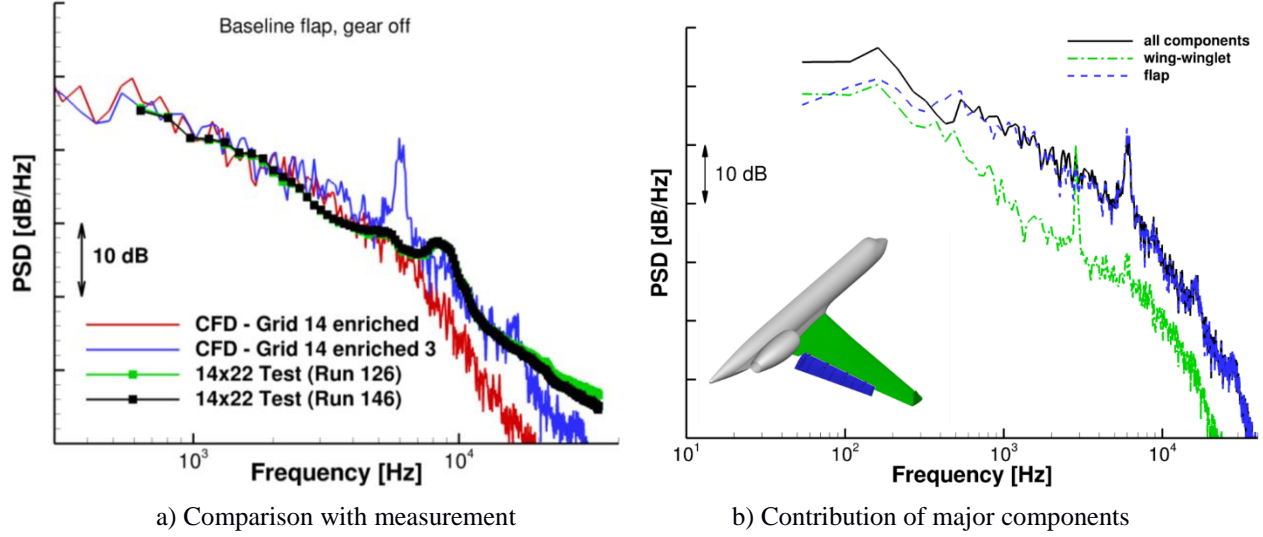 Baseline flap, gear off
PSD [dB/Hz]
10 dB
CFD - Grid 14 enriched
CFD - Grid 14 enriched 3
14x22 Test (Run 126)
14x22 Test (Run 146)
10³
10⁴
Frequency [Hz]
a) Comparison with measurement
all components
wing-winglet
flap
PSD [dB/Hz]
10 dB
10¹
10²
10³
10⁴
Frequency [Hz]
b) Contribution of major components